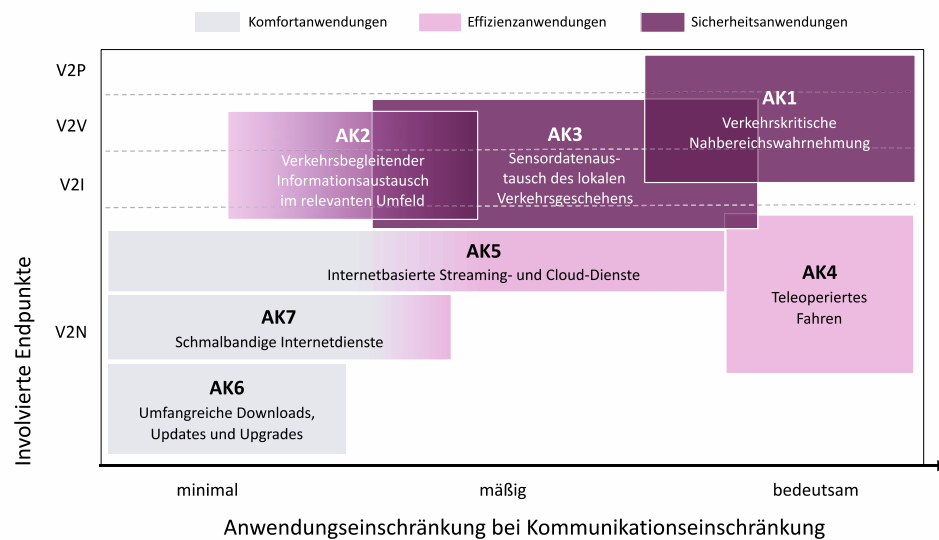 Komfortanwendungen
Effizienzanwendungen
Sicherheitsanwendungen
V2P
V2V
V2I
V2N
Involvierte Endpunkte
AK1
Verkehrskritische
Nahbereichswahrnehmung
AK2
Verkehrsbegleitender
Informationsaustausch
im relevanten Umfeld
AK3
Sensordatenaus-
tausch des lokalen
Verkehrsgeschehens
AK5
Internetbasierte Streaming- und Cloud-Dienste
AK4
Teleoperiertes
Fahren
AK7
Schmalbandige Internetdienste
AK6
Umfangreiche Downloads,
Updates und Upgrades
minimal
mäßig
bedeutsam
Anwendungseinschränkung bei Kommunikationseinschränkung